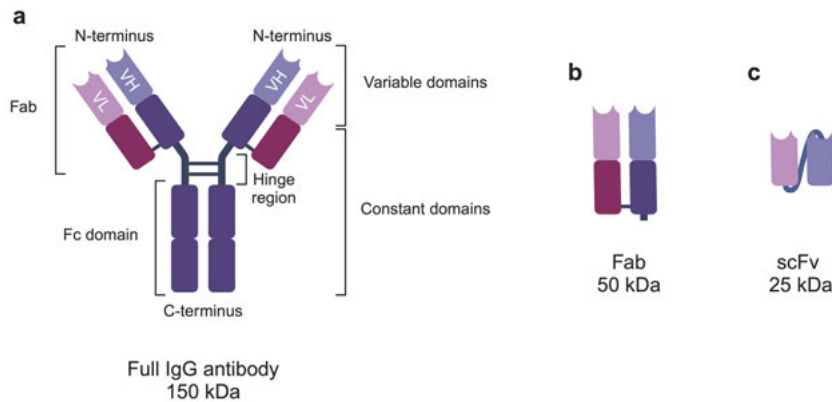 a
N-terminus
N-terminus
VL
VH
VH
VL
Fab
Variable domains
Hinge
region
Fc domain
Constant domains
C-terminus
Full IgG antibody
150 kDa
b
Fab
50 kDa
c
scFv
25 kDa